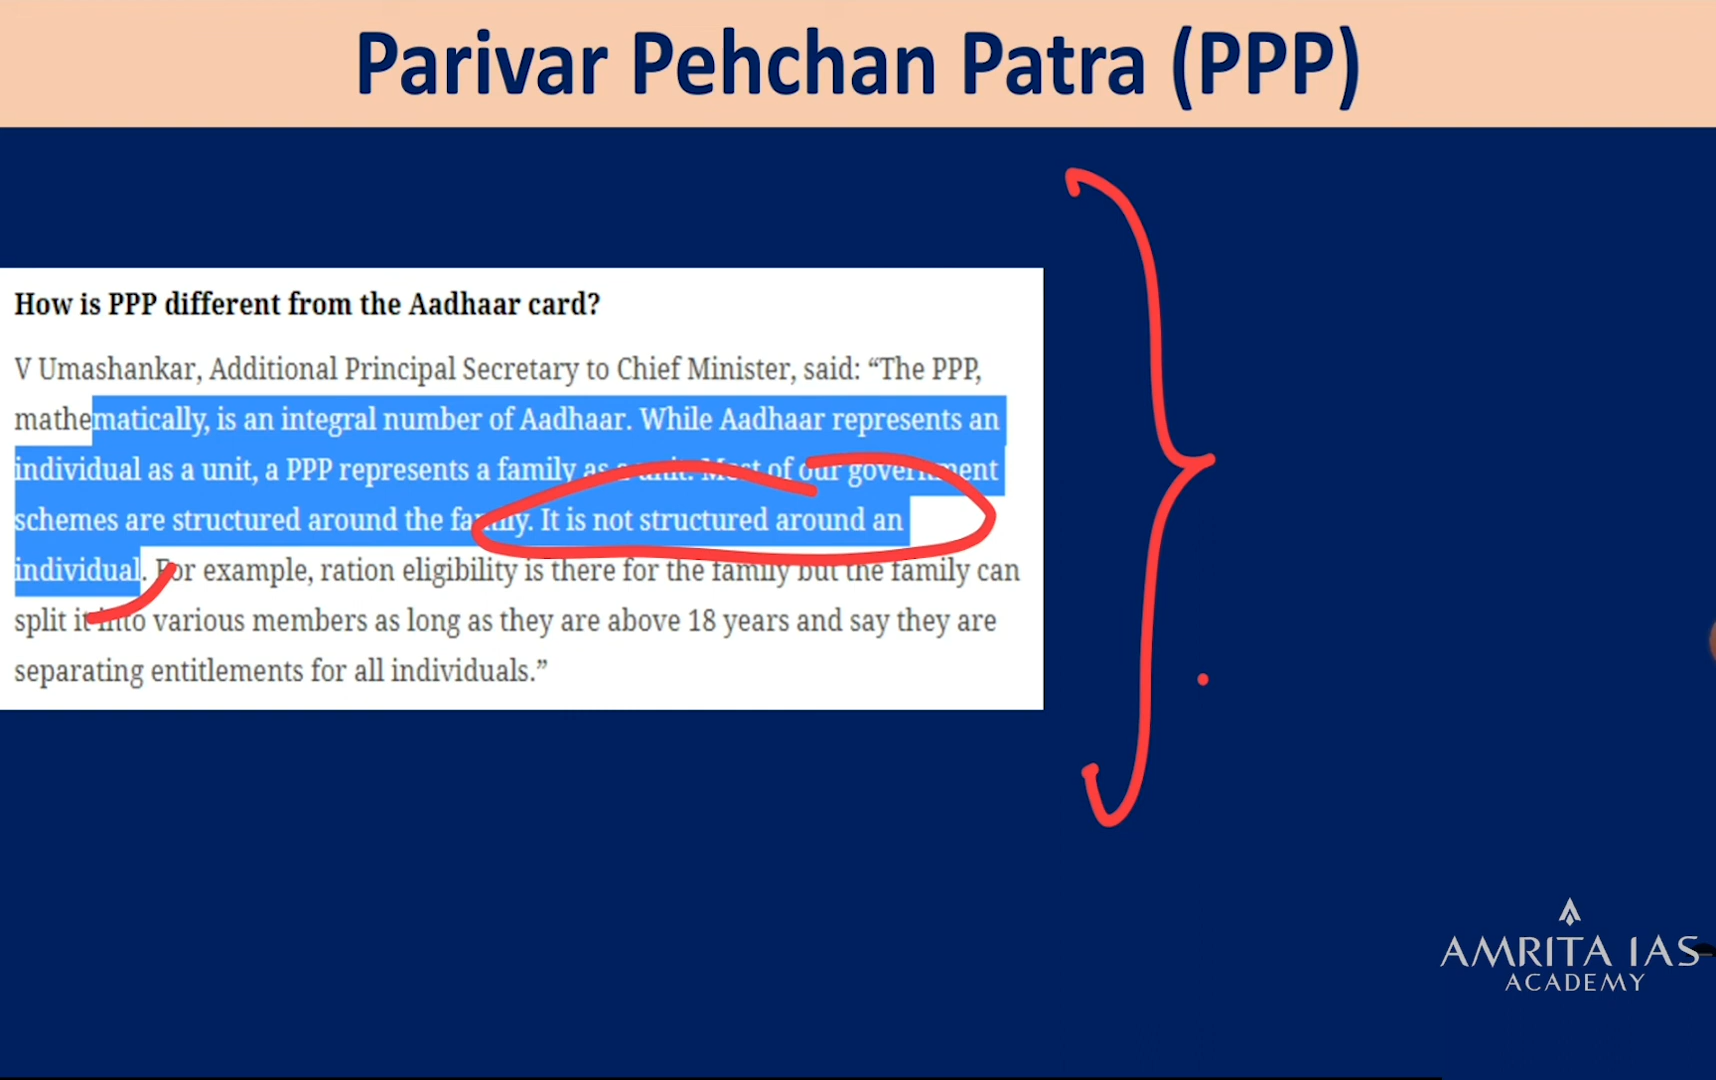 Parivar Pehchan Patra (PPP)
How is PPP different from the Aadhaar card?
V Umashankar, Additional Principal Secretary to Chief Minister, said: “The PPP,
mathematically, is an integral number of Aadhaar. While Aadhaar represents an
individual as a unit, a PPP represents a family as a unit. Most of our government
schemes are structured around the family. It is not structured around an
individual. For example, ration eligibility is there for the family but the family can
split it into various members as long as they are above 18 years and say they are
separating entitlements for all individuals.”
AMRITA IAS
ACADEMY